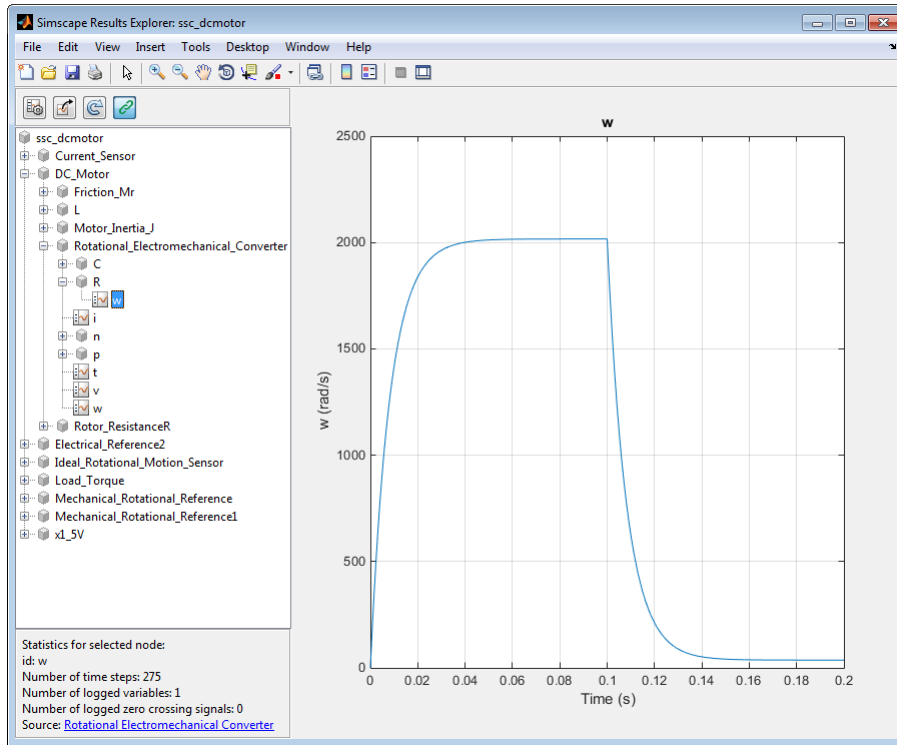 Simscape Results Explorer: ssc_dcmotor
File Edit View Insert Tools Desktop Window Help
ssc_dcmotor
Current_Sensor
DC_Motor
Friction_Mr
L
Motor_Inertia_J
Rotational_Electromechanical_Converter
C
R
w
i
n
p
t
v
w
Rotor_ResistanceR
Electrical_Reference2
Ideal_Rotational_Motion_Sensor
Load_Torque
Mechanical_Rotational_Reference
Mechanical_Rotational_Reference1
x1_5V
Statistics for selected node:
id: w
Number of time steps: 275
Number of logged variables: 1
Number of logged zero crossing signals: 0
Source: Rotational Electromechanical Converter
w
2500
2000
1500
1000
500
0
w (rad/s)
0 0.02 0.04 0.06 0.08 0.1 0.12 0.14 0.16 0.18 0.2
Time (s)